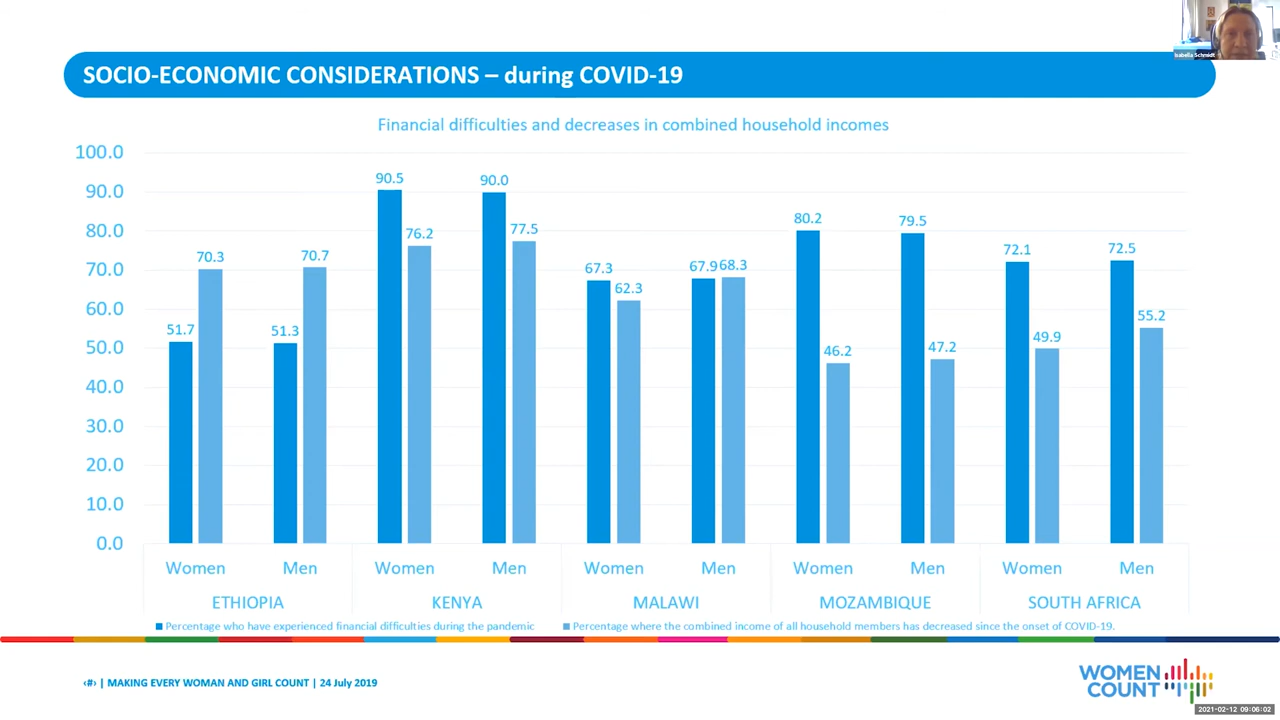 Isabella Schmidt
SOCIO-ECONOMIC CONSIDERATIONS – during COVID-19
Financial difficulties and decreases in combined household incomes
100.0
90.0
80.0
70.0
60.0
50.0
40.0
30.0
20.0
10.0
0.0
51.7 70.3 51.3 70.7 90.5 76.2 90.0 77.5 67.3 62.3 67.9 68.3 80.2 46.2 79.5 47.2 72.1 49.9 72.5 55.2
Women Men Women Men Women Men Women Men Women Men
ETHIOPIA KENYA MALAWI MOZAMBIQUE SOUTH AFRICA
Percentage who have experienced financial difficulties during the pandemic Percentage where the combined income of all household members has decreased since the onset of COVID-19.
‹#› | MAKING EVERY WOMAN AND GIRL COUNT | 24 July 2019
WOMEN
COUNT
2021-02-12 09:06:02